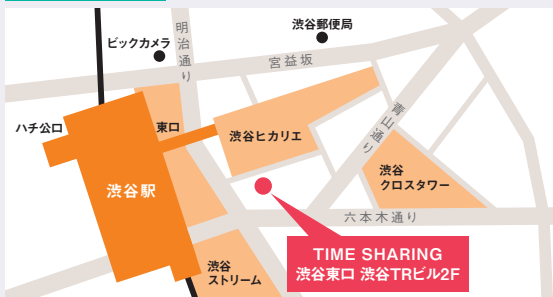 渋谷郵便局
ビックカメラ
明治通り
宮益坂
ハチ公口
東口
渋谷ヒカリエ
青山通り
渋谷
クロスタワー
渋谷駅
六本木通り
TIME SHARING
渋谷東口 渋谷TRビル2F
渋谷
ストリーム